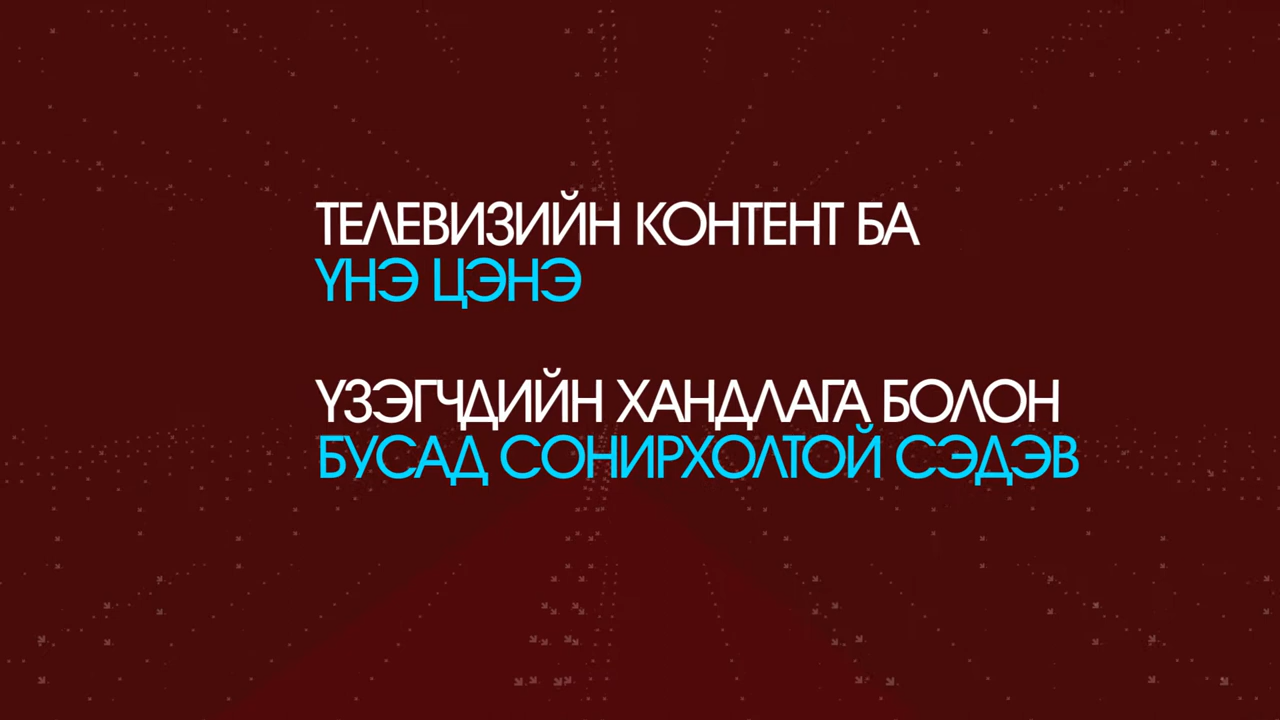 ТЕЛЕВИЗИЙН КОНТЕНТ БА
ҮНЭ ЦЭНЭ
ҮЗЭГЧДИЙН ХАНДЛАГА БОЛОН
БУСАД СОНИРХОЛТОЙ СЭДЭВ